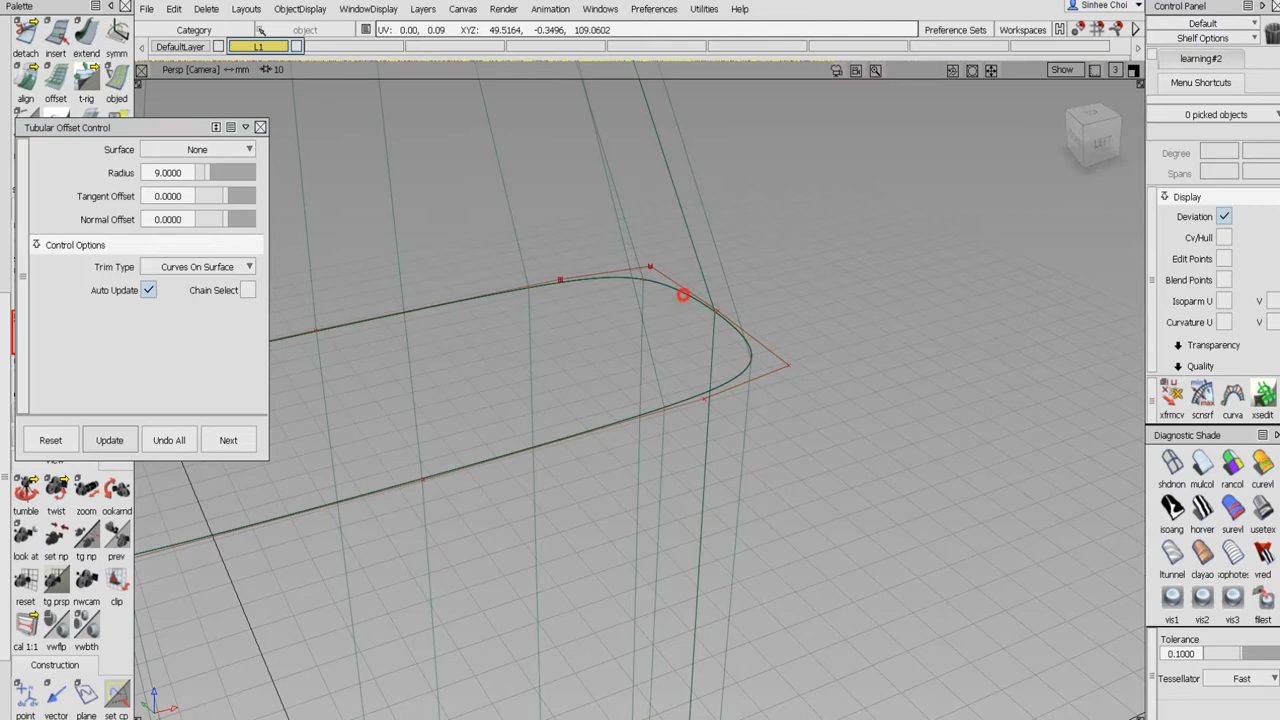 Palette
Edit Delete Layouts ObjectDisplay WindowDisplay Layers Canvas Render Animation Windows Preferences Utilities Help
Sinhee Choi
Control Panel
Category object UV: 0.00, 0.09 XYZ: 49.5164, -0.3496, 109.0602 Preference Sets Workspaces
Default
Shelf Options
DefaultLayer L1
detach insert extend symm
Persp [Camera] mm 10 Show 3
learning#2
Menu Shortcuts
align offset t-rig objed
0 picked objects
Tubular Offset Control
Surface None
Radius 9.0000
Tangent Offset 0.0000
Normal Offset 0.0000
Control Options
Trim Type Curves On Surface
Auto Update Chain Select
Reset Update Undo All Next
LEFT
Degree
Spans
Display
Deviation
Cv/Hull
Edit Points
Blend Points
Isoparm U V
Curvature U V
Transparency
Quality
xfrmcv scnsrf curva xsedit
Diagnostic Shade
shdnon mulcol rancol curevl
isoang horver surevl usetex
ltunnel clayao sophotes vred
vis1 vis2 vis3 filest
Tolerance
0.1000
Tessellator Fast
View
tumble twist zoom ookarnd
look at set np tg np prev
reset tg prsp nwcam clip
cal 1:1 vwflp vwbth
Construction
point vector plane set cp